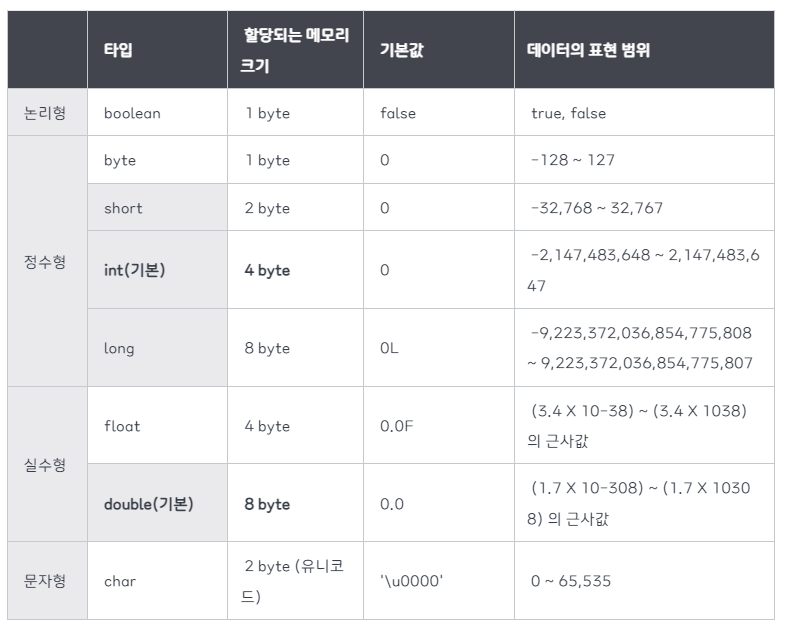 타입
할당되는 메모리
크기
기본값
데이터의 표현 범위
논리형
boolean
1 byte
false
true, false
정수형
byte
1 byte
0
-128 ~ 127
short
2 byte
0
-32,768 ~ 32,767
int(기본)
4 byte
0
-2,147,483,648 ~ 2,147,483,6
47
long
8 byte
0L
-9,223,372,036,854,775,808
~ 9,223,372,036,854,775,807
실수형
float
4 byte
0.0F
(3.4 X 10-38) ~ (3.4 X 1038)
의 근사값
double(기본)
8 byte
0.0
(1.7 X 10-308) ~ (1.7 X 1030
8) 의 근사값
문자형
char
2 byte (유니코
드)
'\u0000'
0 ~ 65,535